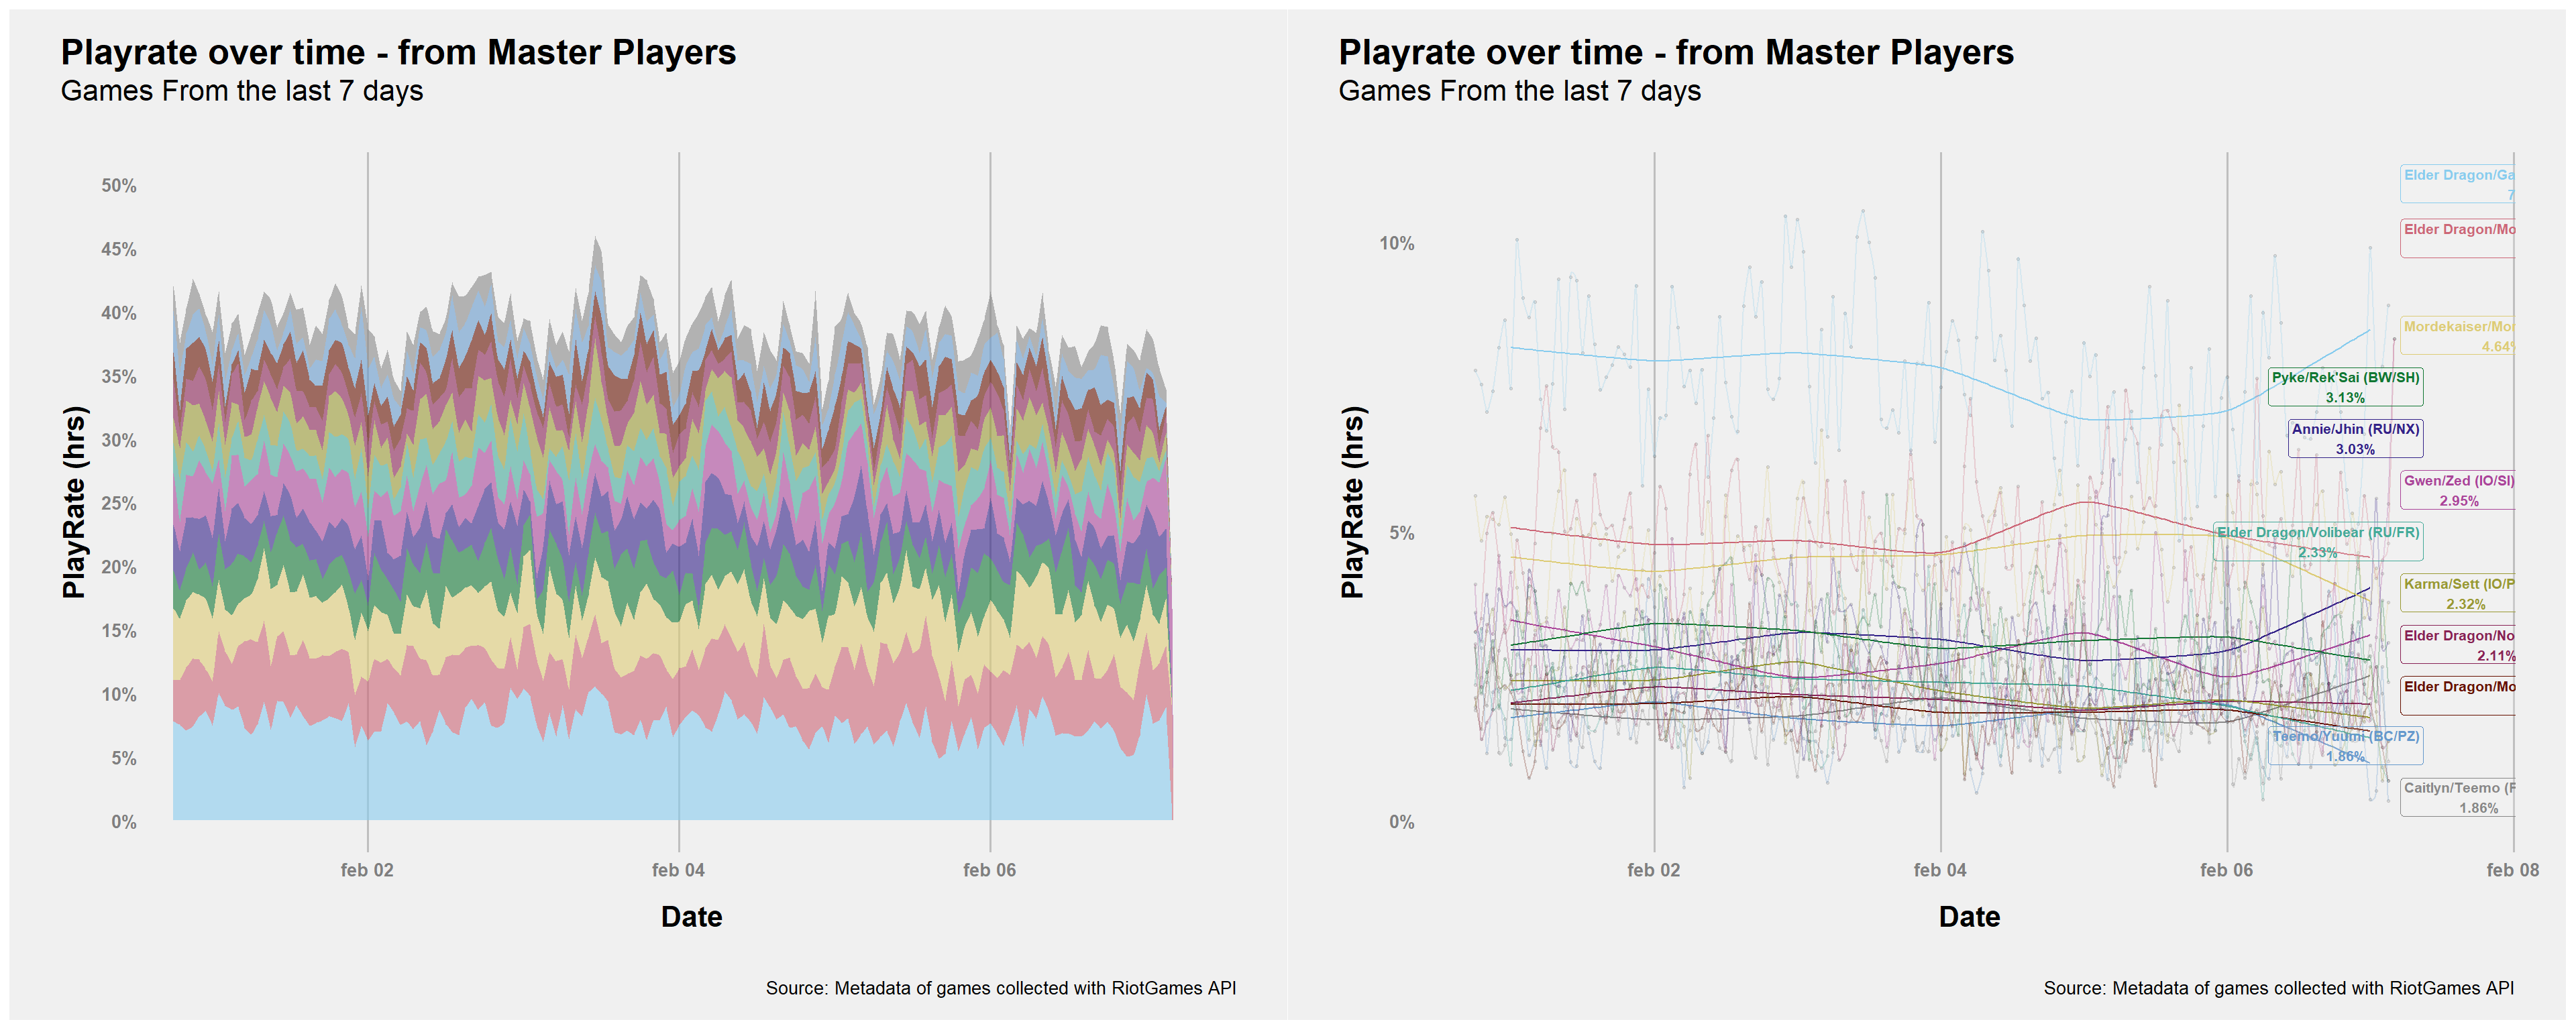 Playrate over time - from Master Players
Games From the last 7 days
PlayRate (hrs)
50%
45%
40%
35%
30%
25%
20%
15%
10%
5%
0%
feb 02
feb 04
feb 06
Date
Source: Metadata of games collected with RiotGames API
Playrate over time - from Master Players
Games From the last 7 days
PlayRate (hrs)
10%
5%
0%
Elder Dragon/Ga
7
Elder Dragon/Mo
Mordekaiser/Mor
4.64%
Pyke/Rek'Sai (BW/SH)
3.13%
Annie/Jhin (RU/NX)
3.03%
Gwen/Zed (IO/SI)
2.95%
Elder Dragon/Volibear (RU/FR)
2.33%
Karma/Sett (IO/P
2.32%
Elder Dragon/No
2.11%
Elder Dragon/Mo
Teemo/Yuumi (BC/PZ)
1.86%
Caitlyn/Teemo (F
1.86%
feb 02
feb 04
feb 06
feb 08
Date
Source: Metadata of games collected with RiotGames API